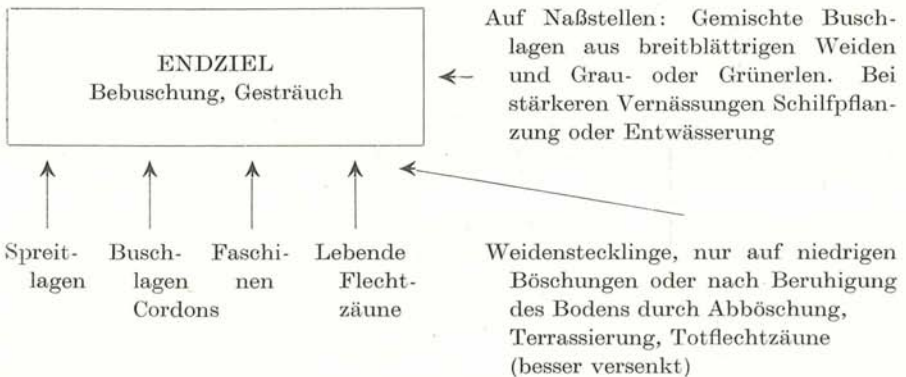 ENDZIEL
Bebuschung, Gesträuch
Auf Naßstellen: Gemischte Busch-
lagen aus breitblättrigen Weiden
und Grau- oder Grünerlen. Bei
stärkeren Vernässungen Schilfpflan-
zung oder Entwässerung
Spreit-
lagen
Busch-
lagen
Cordons
Faschi-
nen
Lebende
Flecht-
zäune
Weidenstecklinge, nur auf niedrigen
Böschungen oder nach Beruhigung
des Bodens durch Abböschung,
Terrassierung, Totflechtzäune
(besser versenkt)